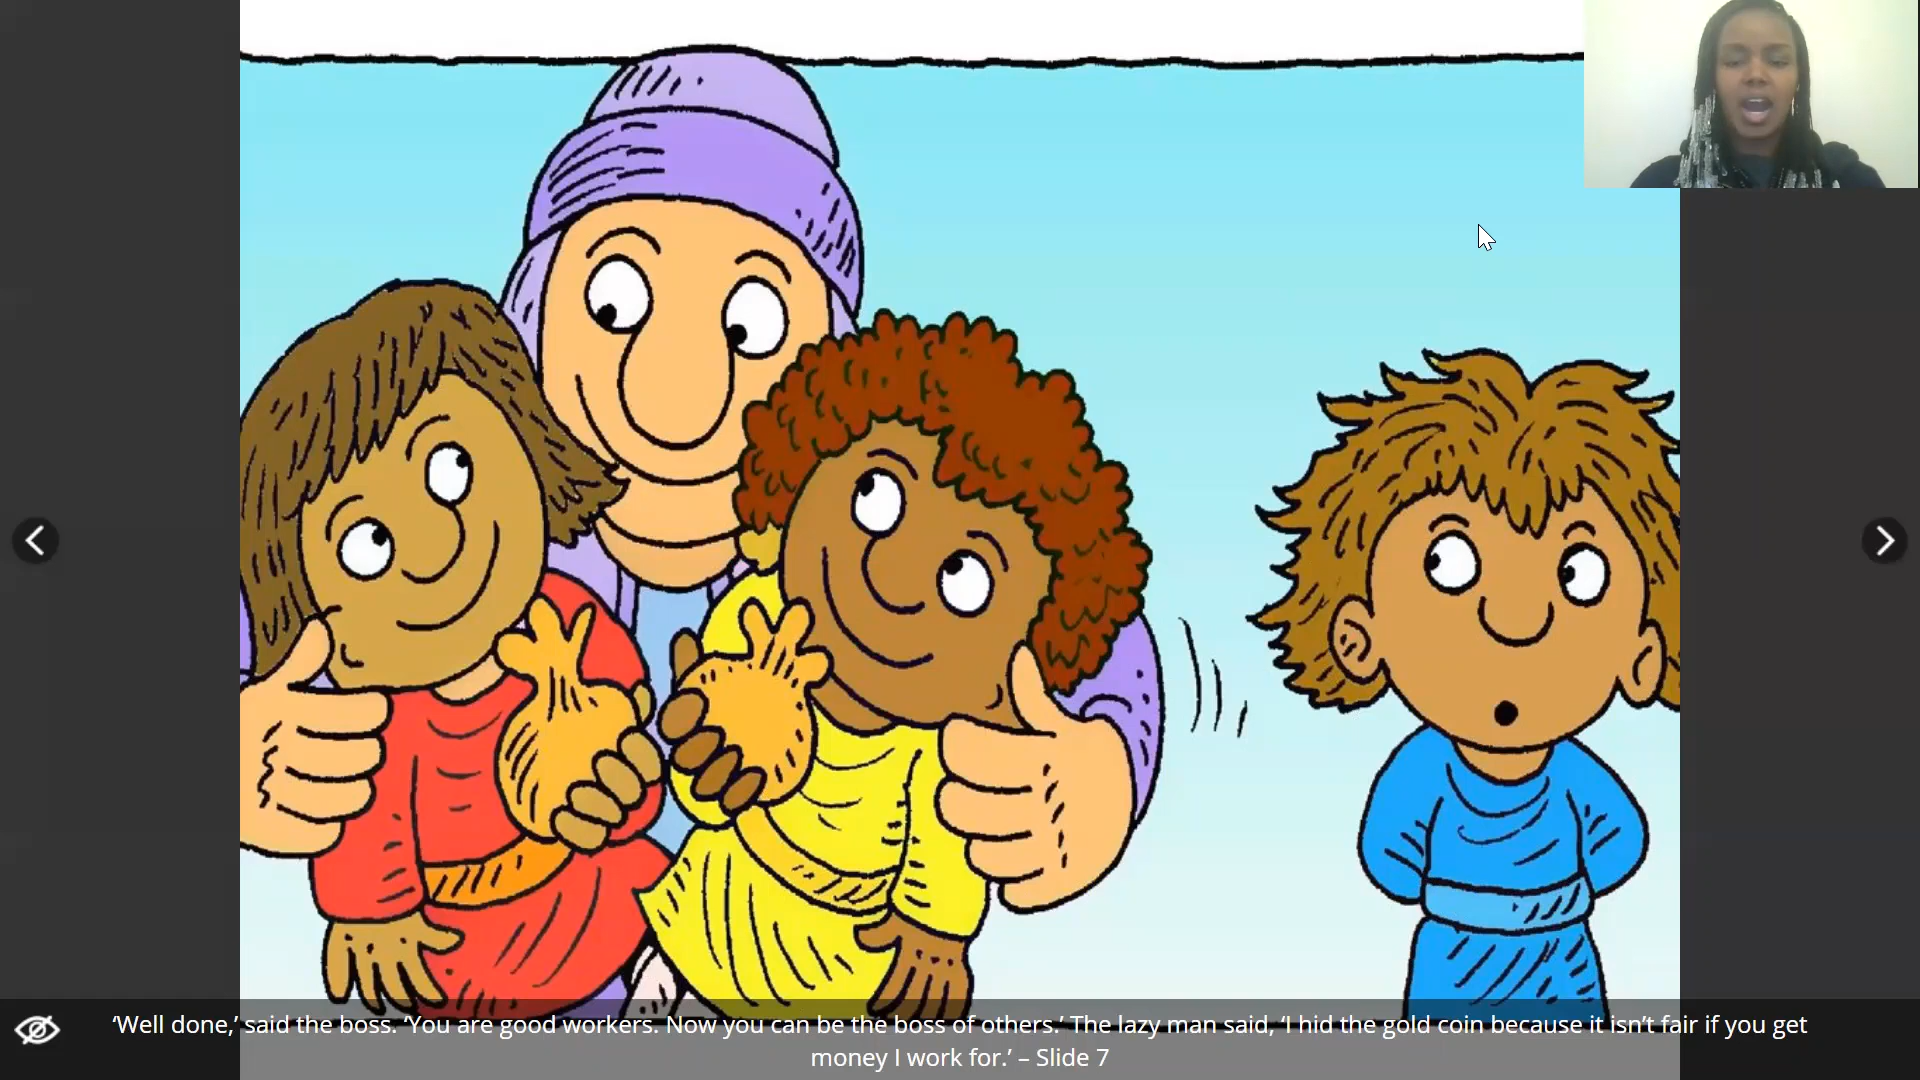 ‘Well done,’ said the boss. ‘You are good workers. Now you can be the boss of others.’ The lazy man said, ‘I hid the gold coin because it isn’t fair if you get
money I work for.’ – Slide 7